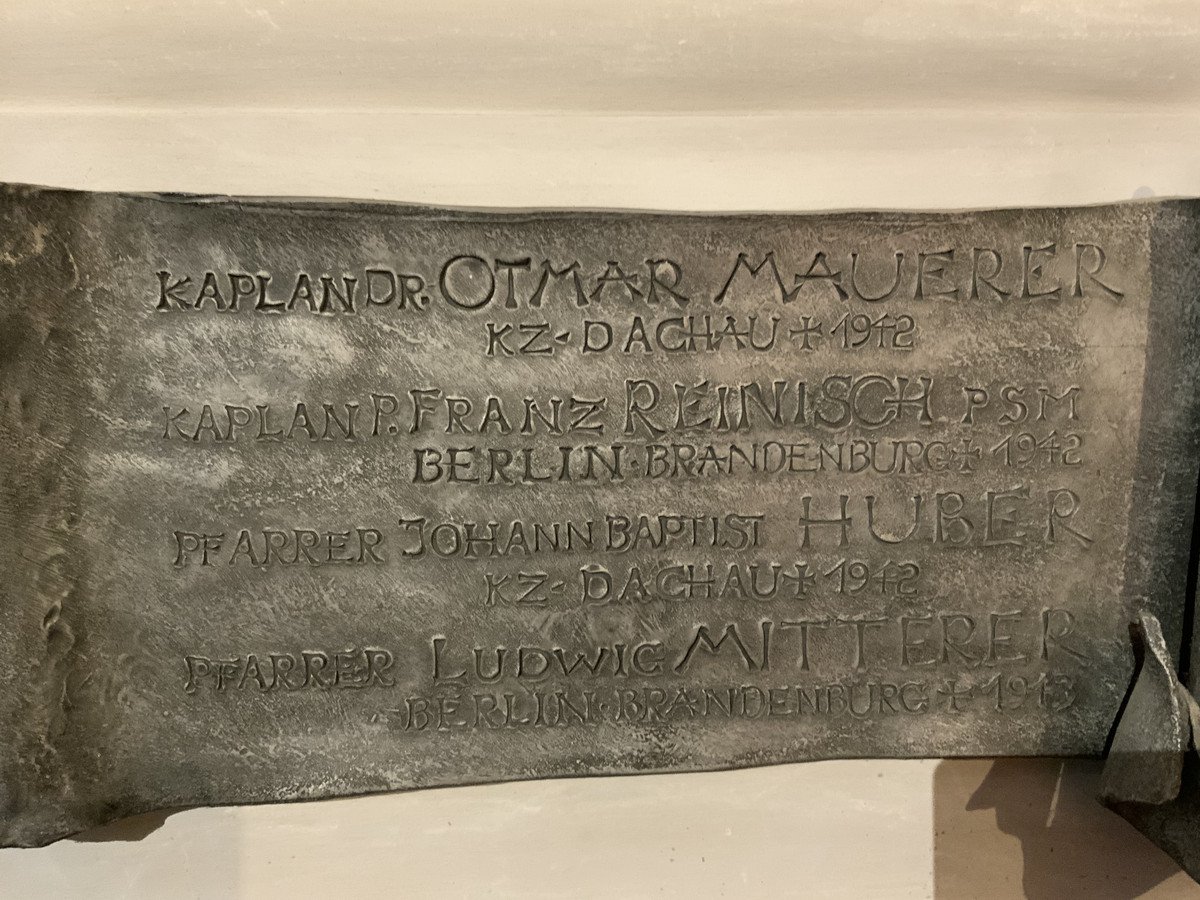 KAPLAN DR. OTMAR MAUERER
KZ-DACHAU + 1942
KAPLAN P. FRANZ REINISCH PSM
BERLIN·BRANDENBURG + 1942
PFARRER JOHANN BAPTIST HUBER
KZ-DACHAU + 1942
PFARRER LUDWIG MITTERER
BERLIN·BRANDENBURG + 1943